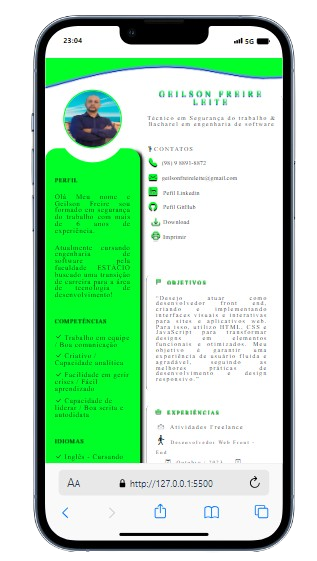 23:04
5G
GEILSON FREIRE
LEITE
Técnico em Segurança do trabalho &
Bacharel em engenharia de software
CONTATOS
(98) 9 8891-8872
geilsonfreireleite@gmail.com
Perfil Linkedin
Perfil GitHub
Download
Imprimir
PERFIL
Olá Meu nome e
Geilson Freire sou
formado em segurança
do trabalho com mais
de 6 anos de
experiência.
Atualmente cursando
engenharia de
software pela
faculdade ESTACIO
buscando uma transição
de carreira para a área
de tecnologia de
desenvolvimento!
COMPETÊNCIAS
✓ Trabalho em equipe
/ Boa comunicação
✓ Criativo /
Capacidade analítica
✓ Facilidade em gerir
crises / Fácil
aprendizado
✓ Capacidade de
liderar / Boa escrita e
autodidata
IDIOMAS
✓ Inglês - Cursando
OBJETIVOS
"Desejo atuar como
desenvolvedor front end,
criando e implementando
interfaces visuais e interativas
para sites e aplicativos web.
Para isso, utilizo HTML, CSS e
JavaScript para transformar
designs em elementos
funcionais e otimizados. Meu
objetivo é garantir uma
experiência de usuário fluida e
agradável, seguindo as
melhores práticas de
desenvolvimento e design
responsivo."
EXPERIÊNCIAS
Atividades Freelance
Desenvolvedor Web Front -
End
Outubro - 2023
AA
http://127.0.0.1:5500